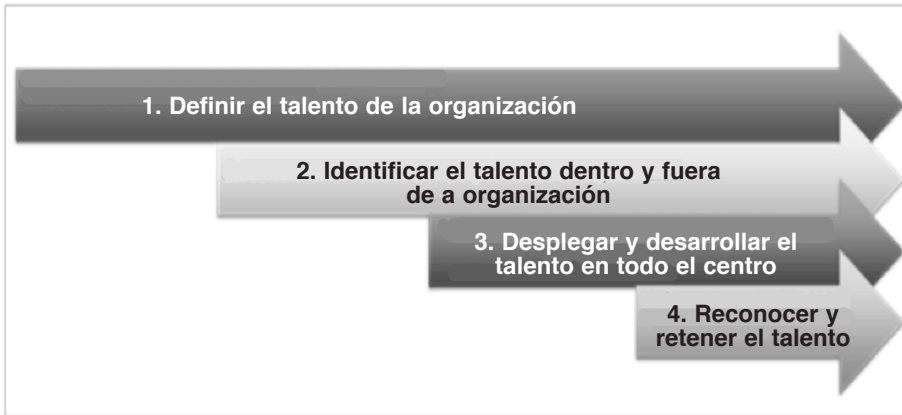 1. Definir el talento de la organización
2. Identificar el talento dentro y fuera
de a organización
3. Desplegar y desarrollar el
talento en todo el centro
4. Reconocer y
retener el talento